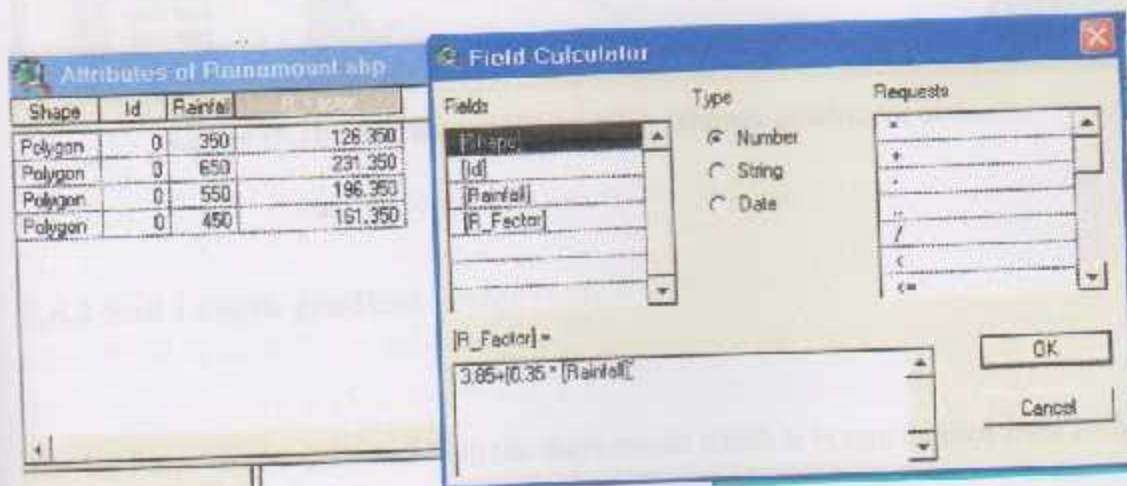 Attributes of Rainamount.shp
Shape Id Rainfall
Polygon 0 350 126.350
Polygon 0 650 231.350
Polygon 0 550 196.350
Polygon 0 450 161.350
Field Calculator
Fields
[Shape]
[Id]
[Rainfall]
[R_Factor]
Type
Number
String
Date
Requests
*
+
-
/
<
<=
[R_Factor] =
3.85+(0.35 * [Rainfall]
OK
Cancel